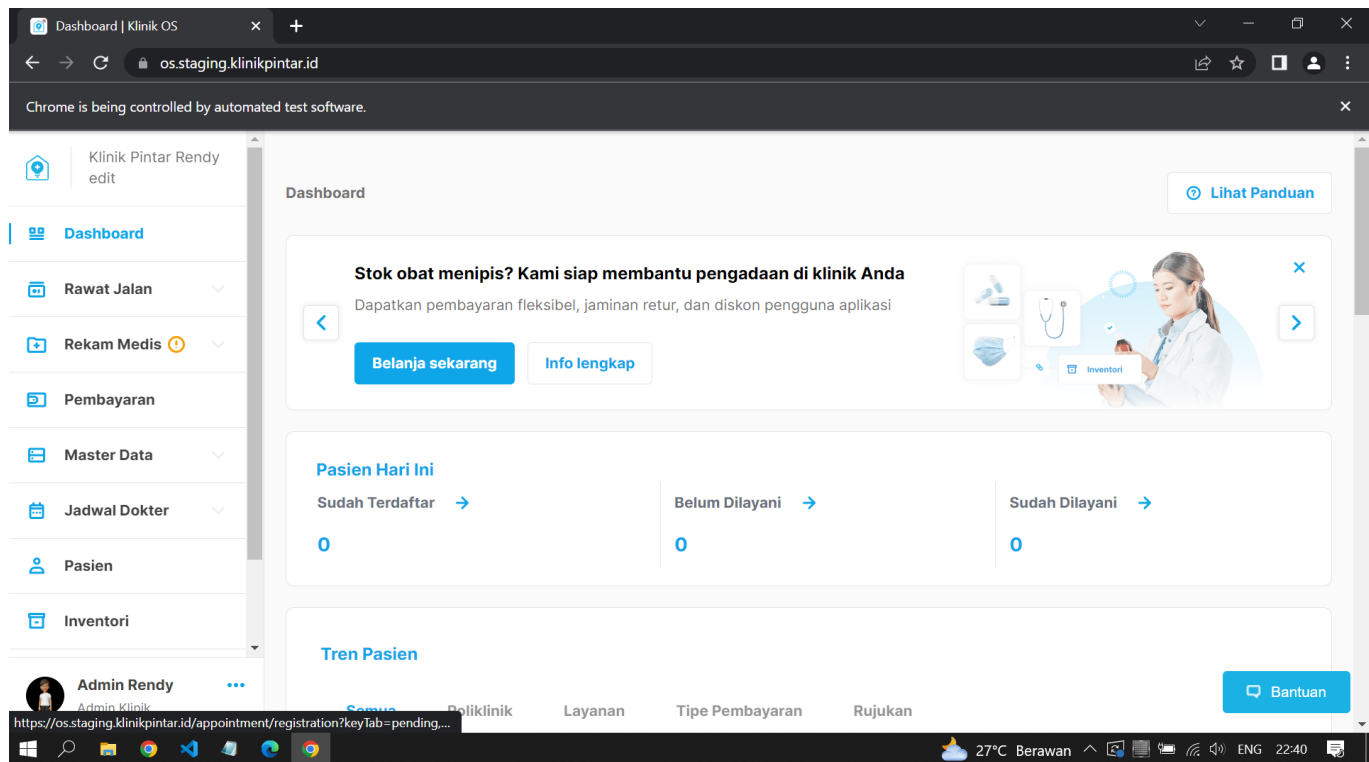 Dashboard | Klinik OS
os.staging.klinikpintar.id
Chrome is being controlled by automated test software.
Klinik Pintar Rendy
edit
Dashboard
Rawat Jalan
Rekam Medis
Pembayaran
Master Data
Jadwal Dokter
Pasien
Inventori
Admin Rendy
Admin Klinik
Dashboard
Lihat Panduan
Stok obat menipis? Kami siap membantu pengadaan di klinik Anda
Dapatkan pembayaran fleksibel, jaminan retur, dan diskon pengguna aplikasi
Belanja sekarang
Info lengkap
Inventori
Pasien Hari Ini
Sudah Terdaftar
0
Belum Dilayani
0
Sudah Dilayani
0
Tren Pasien
Semua Poliklinik Layanan Tipe Pembayaran Rujukan
Bantuan
https://os.staging.klinikpintar.id/appointment/registration?keyTab=pending,...
27°C Berawan ENG 22:40